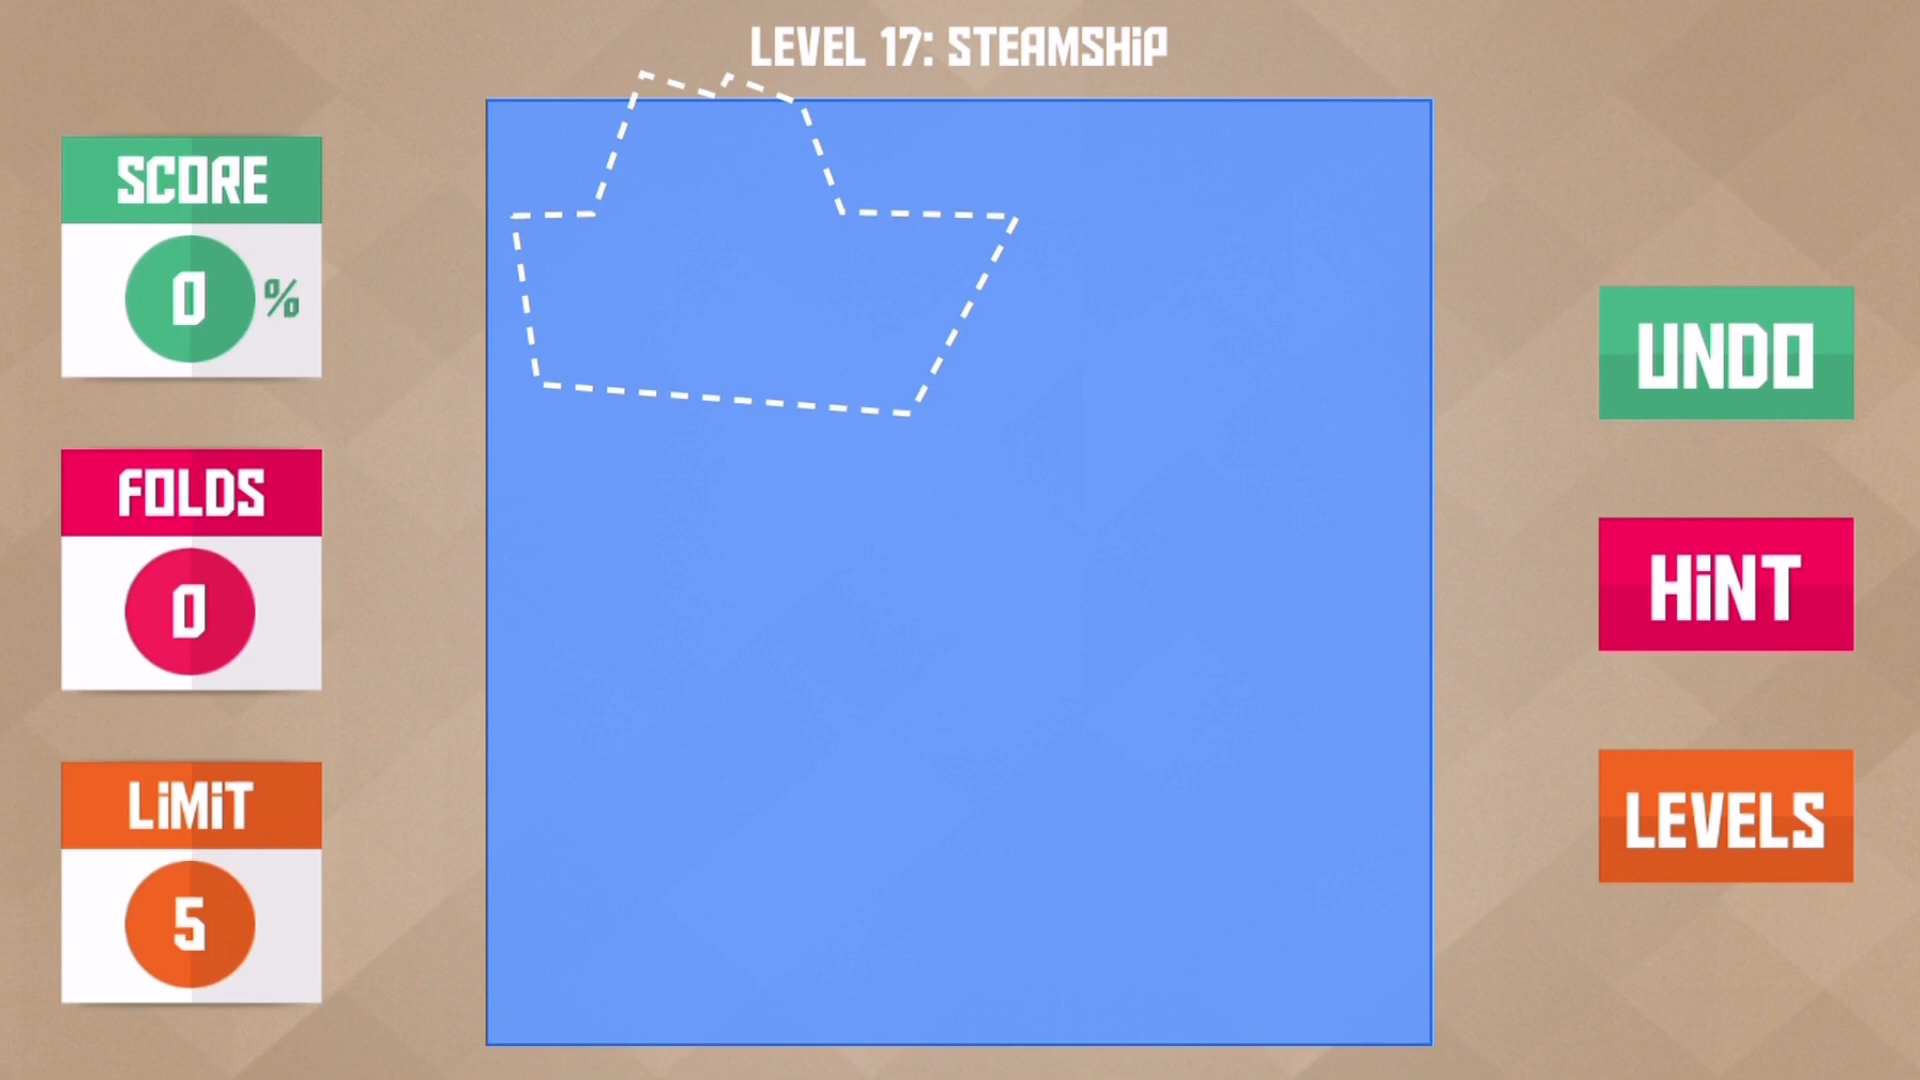 LEVEL 17: STEAMSHiP
SCORE
0 %
FOLDS
0
LiMiT
5
UNDO
HiNT
LEVELS